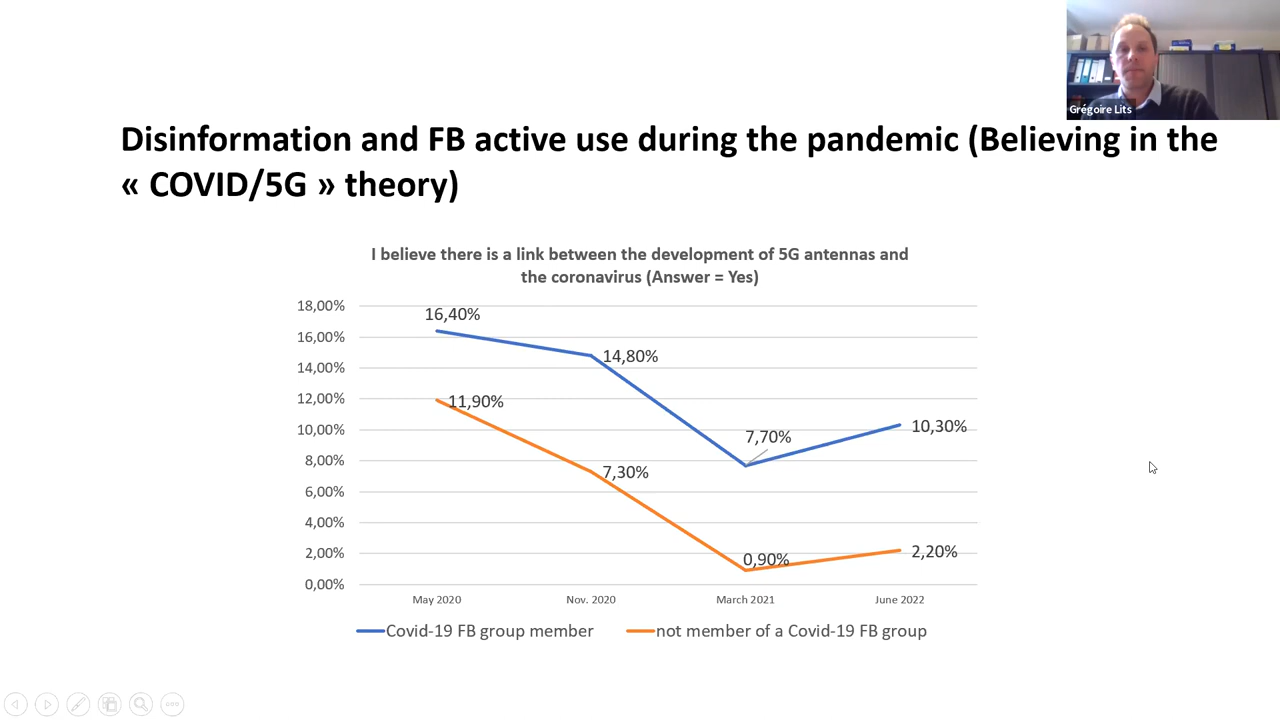 Grégoire Lits
Disinformation and FB active use during the pandemic (Believing in the
« COVID/5G » theory)
I believe there is a link between the development of 5G antennas and
the coronavirus (Answer = Yes)
18,00%
16,00%
14,00%
12,00%
10,00%
8,00%
6,00%
4,00%
2,00%
0,00%
16,40%
14,80%
7,70%
10,30%
11,90%
7,30%
0,90%
2,20%
May 2020
Nov. 2020
March 2021
June 2022
Covid-19 FB group member
not member of a Covid-19 FB group